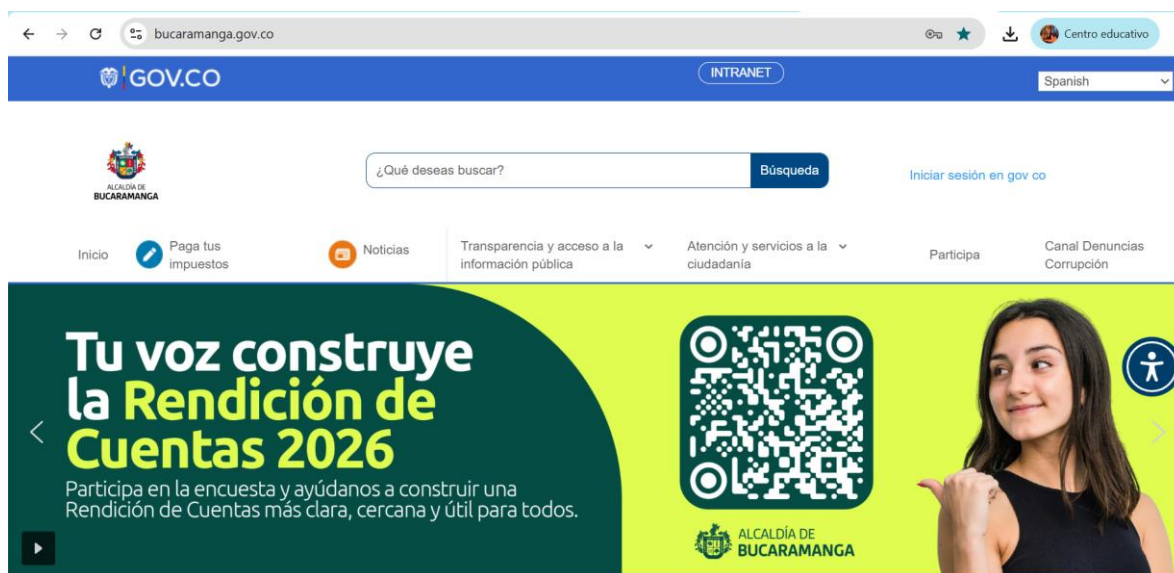 bucaramanga.gov.co
Centro educativo
GOV.CO
INTRANET
Spanish
ALCALDÍA DE
BUCARAMANGA
¿Qué deseas buscar?
Búsqueda
Iniciar sesión en gov co
Inicio
Paga tus
impuestos
Noticias
Transparencia y acceso a la
información pública
Atención y servicios a la
ciudadanía
Participa
Canal Denuncias
Corrupción
Tu voz construye
la Rendición de
Cuentas 2026
Participa en la encuesta y ayúdanos a construir una
Rendición de Cuentas más clara, cercana y útil para todos.
ALCALDÍA DE
BUCARAMANGA